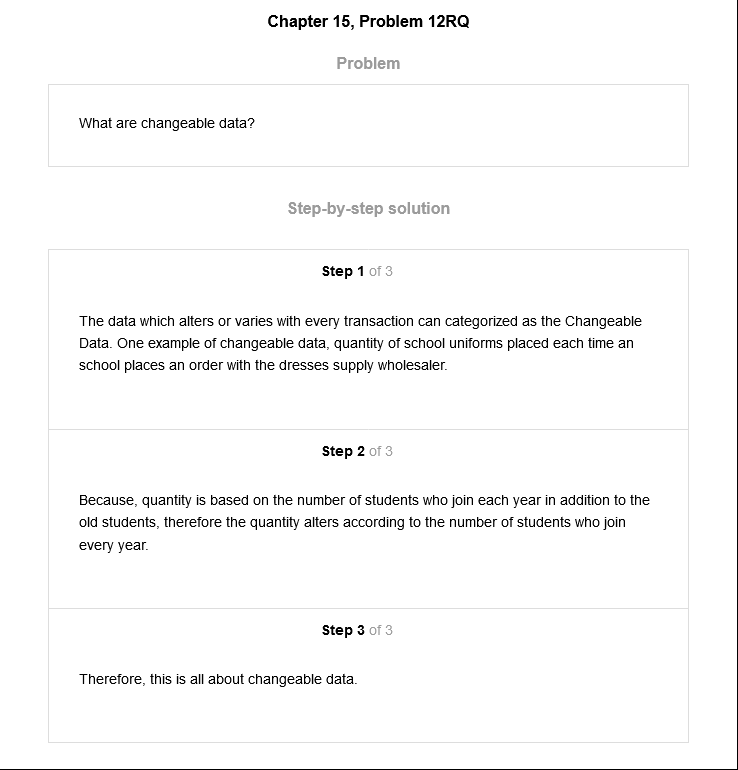 Chapter 15, Problem 12RQ
Problem
What are changeable data?
Step-by-step solution
Step 1 of 3
The data which alters or varies with every transaction can categorized as the Changeable
Data. One example of changeable data, quantity of school uniforms placed each time an
school places an order with the dresses supply wholesaler.
Step 2 of 3
Because, quantity is based on the number of students who join each year in addition to the
old students, therefore the quantity alters according to the number of students who join
every year.
Step 3 of 3
Therefore, this is all about changeable data.